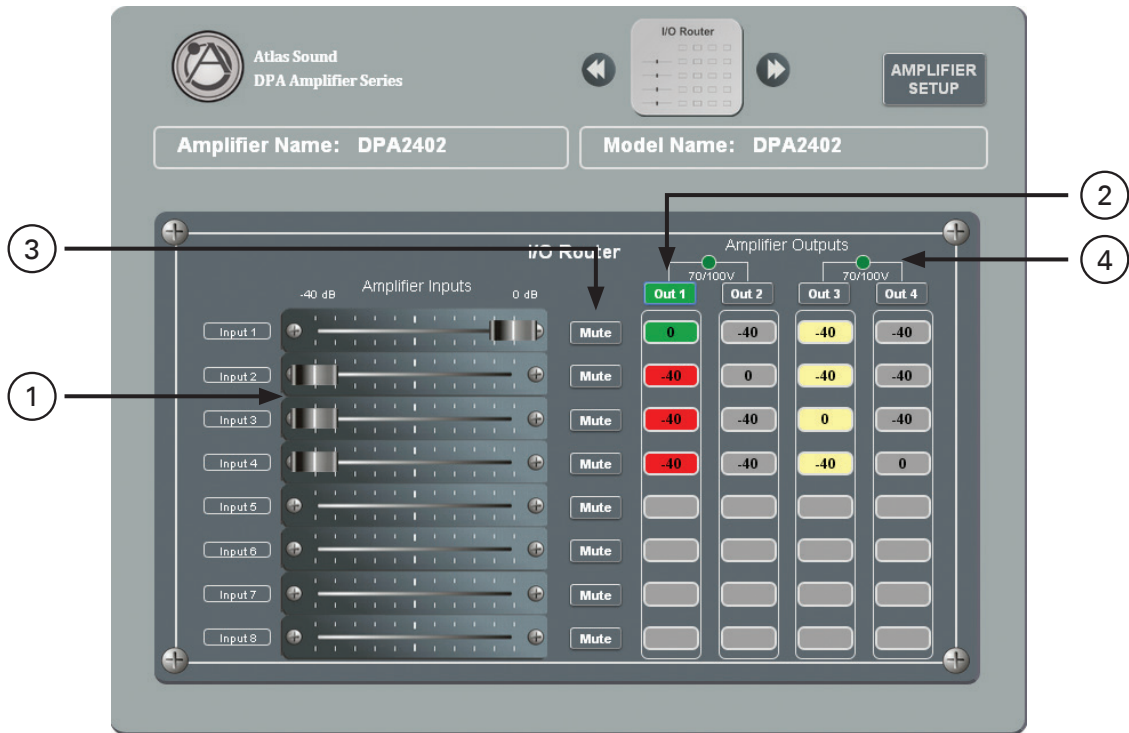 Atlas Sound
DPA Amplifier Series
I/O Router
AMPLIFIER
SETUP
Amplifier Name: DPA2402
Model Name: DPA2402
2
3
4
1
I/O Router
Amplifier Outputs
70/100V
70/100V
Amplifier Inputs
-40 dB
0 dB
Out 1
Out 2
Out 3
Out 4
Input 1
Mute
0
-40
-40
-40
Input 2
Mute
-40
0
-40
-40
Input 3
Mute
-40
-40
0
-40
Input 4
Mute
-40
-40
-40
0
Input 5
Mute
Input 6
Mute
Input 7
Mute
Input 8
Mute